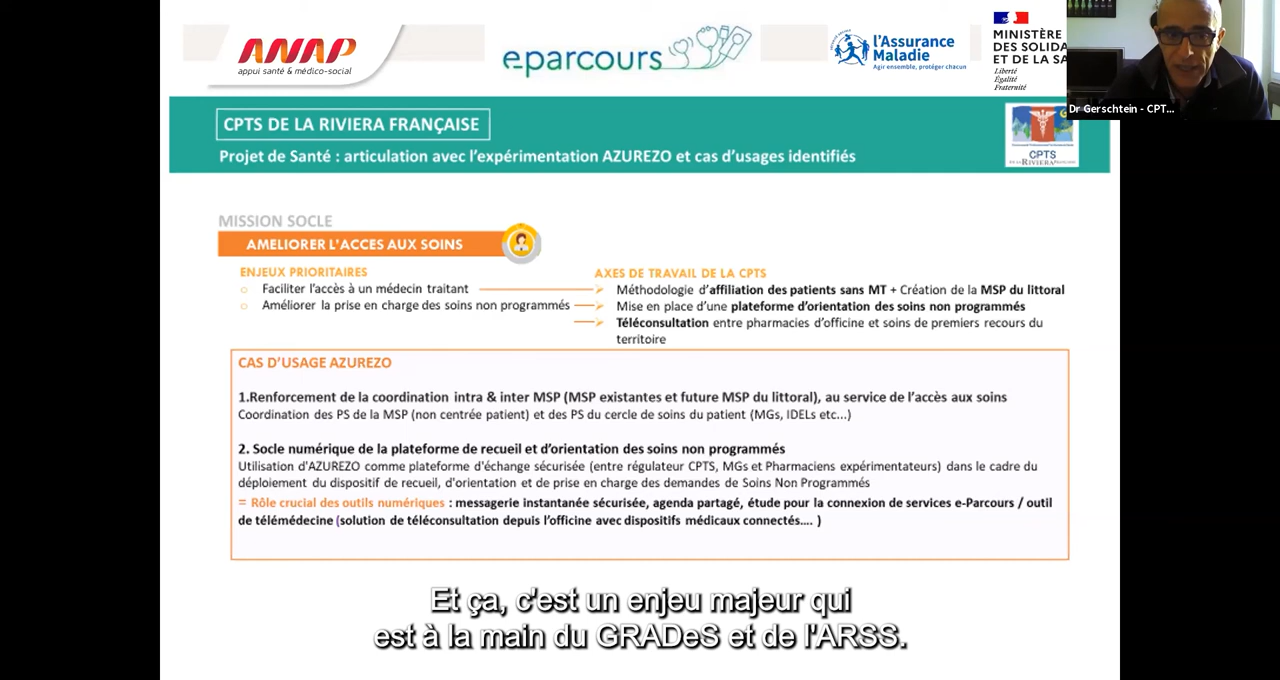 ANAP
appui santé & médico-social
eparcours
l'Assurance
Maladie
Agir ensemble, protéger chacun
MINISTÈRE
DES SOLIDA
ET DE LA SA
Liberté
Égalité
Fraternité
Dr Gerschtein - CPT...
CPTS DE LA RIVIERA FRANÇAISE
Projet de Santé : articulation avec l'expérimentation AZUREZO et cas d'usages identifiés
CPTS
DE LA RIVIERA FRANÇAISE
MISSION SOCLE
AMELIORER L'ACCES AUX SOINS
ENJEUX PRIORITAIRES
Faciliter l'accès à un médecin traitant
Améliorer la prise en charge des soins non programmés
AXES DE TRAVAIL DE LA CPTS
Méthodologie d'affiliation des patients sans MT + Création de la MSP du littoral
Mise en place d'une plateforme d'orientation des soins non programmés
Téléconsultation entre pharmacies d'officine et soins de premiers recours du
territoire
CAS D'USAGE AZUREZO
1.Renforcement de la coordination intra & inter MSP (MSP existantes et future MSP du littoral), au service de l'accès aux soins
Coordination des PS de la MSP (non centrée patient) et des PS du cercle de soins du patient (MGs, IDELs etc...)
2. Socle numérique de la plateforme de recueil et d'orientation des soins non programmés
Utilisation d'AZUREZO comme plateforme d'échange sécurisée (entre régulateur CPTS, MGs et Pharmaciens expérimentateurs) dans le cadre du
déploiement du dispositif de recueil, d'orientation et de prise en charge des demandes de Soins Non Programmés
= Rôle crucial des outils numériques : messagerie instantanée sécurisée, agenda partagé, étude pour la connexion de services e-Parcours / outil
de télémédecine (solution de téléconsultation depuis l'officine avec dispositifs médicaux connectés.... )
Et ça, c'est un enjeu majeur qui
est à la main du GRADeS et de l'ARSS.